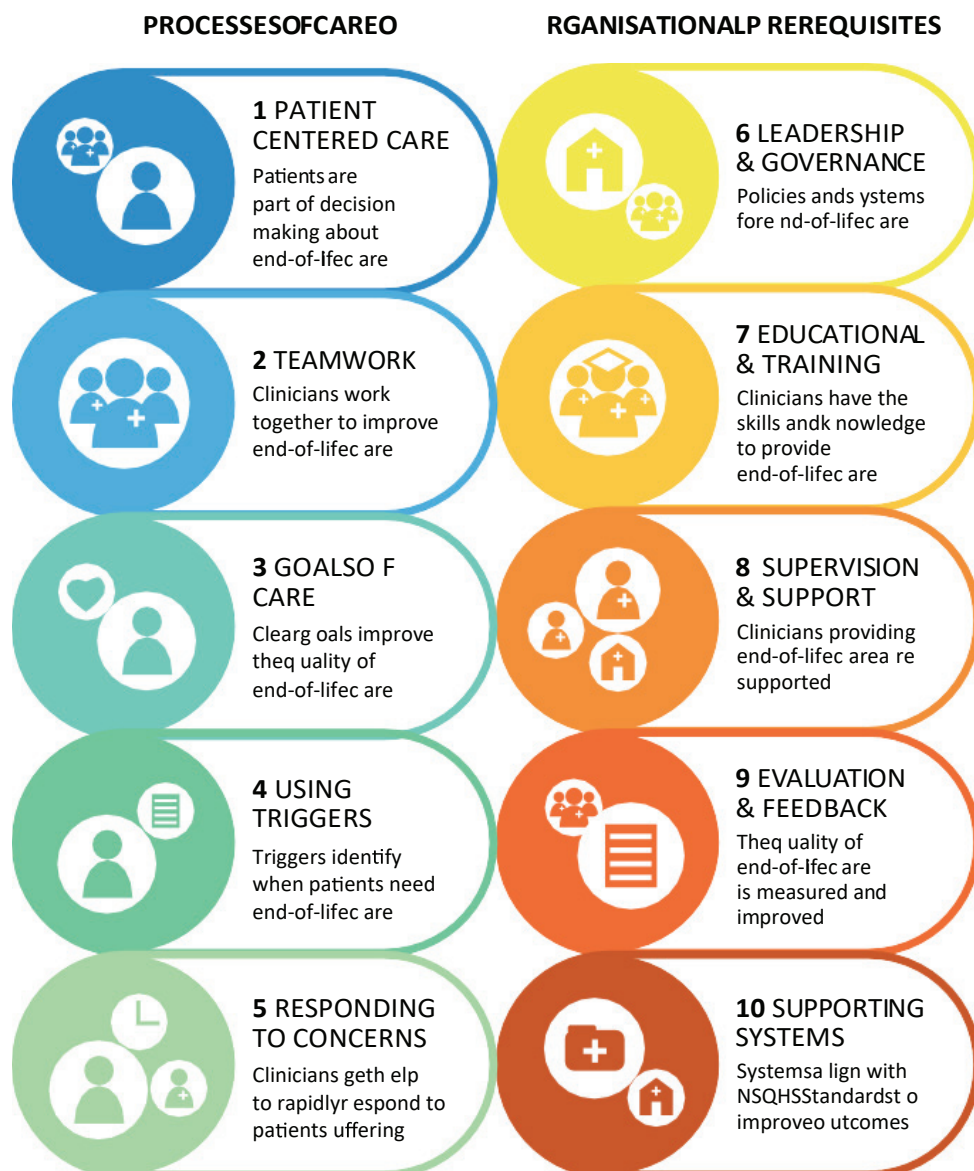 PROCESSESOFCAREO
1 PATIENT
CENTERED CARE
Patients are
part of decision
making about
end-of-lfec are
2 TEAMWORK
Clinicians work
together to improve
end-of-lifec are
3 GOALSO F
CARE
Clearg oals improve
theq uality of
end-of-lifec are
4 USING
TRIGGERS
Triggers identify
when patients need
end-of-lifec are
5 RESPONDING
TO CONCERNS
Clinicians geth elp
to rapidlyr espond to
patients uffering
RGANISATIONALP REREQUISITES
6 LEADERSHIP
& GOVERNANCE
Policies ands ystems
fore nd-of-lifec are
7 EDUCATIONAL
& TRAINING
Clinicians have the
skills andk nowledge
to provide
end-of-lifec are
8 SUPERVISION
& SUPPORT
Clinicians providing
end-of-lifec area re
supported
9 EVALUATION
& FEEDBACK
Theq uality of
end-of-lfec are
is measured and
improved
10 SUPPORTING
SYSTEMS
Systemsa lign with
NSQHSStandardst o
improveo utcomes